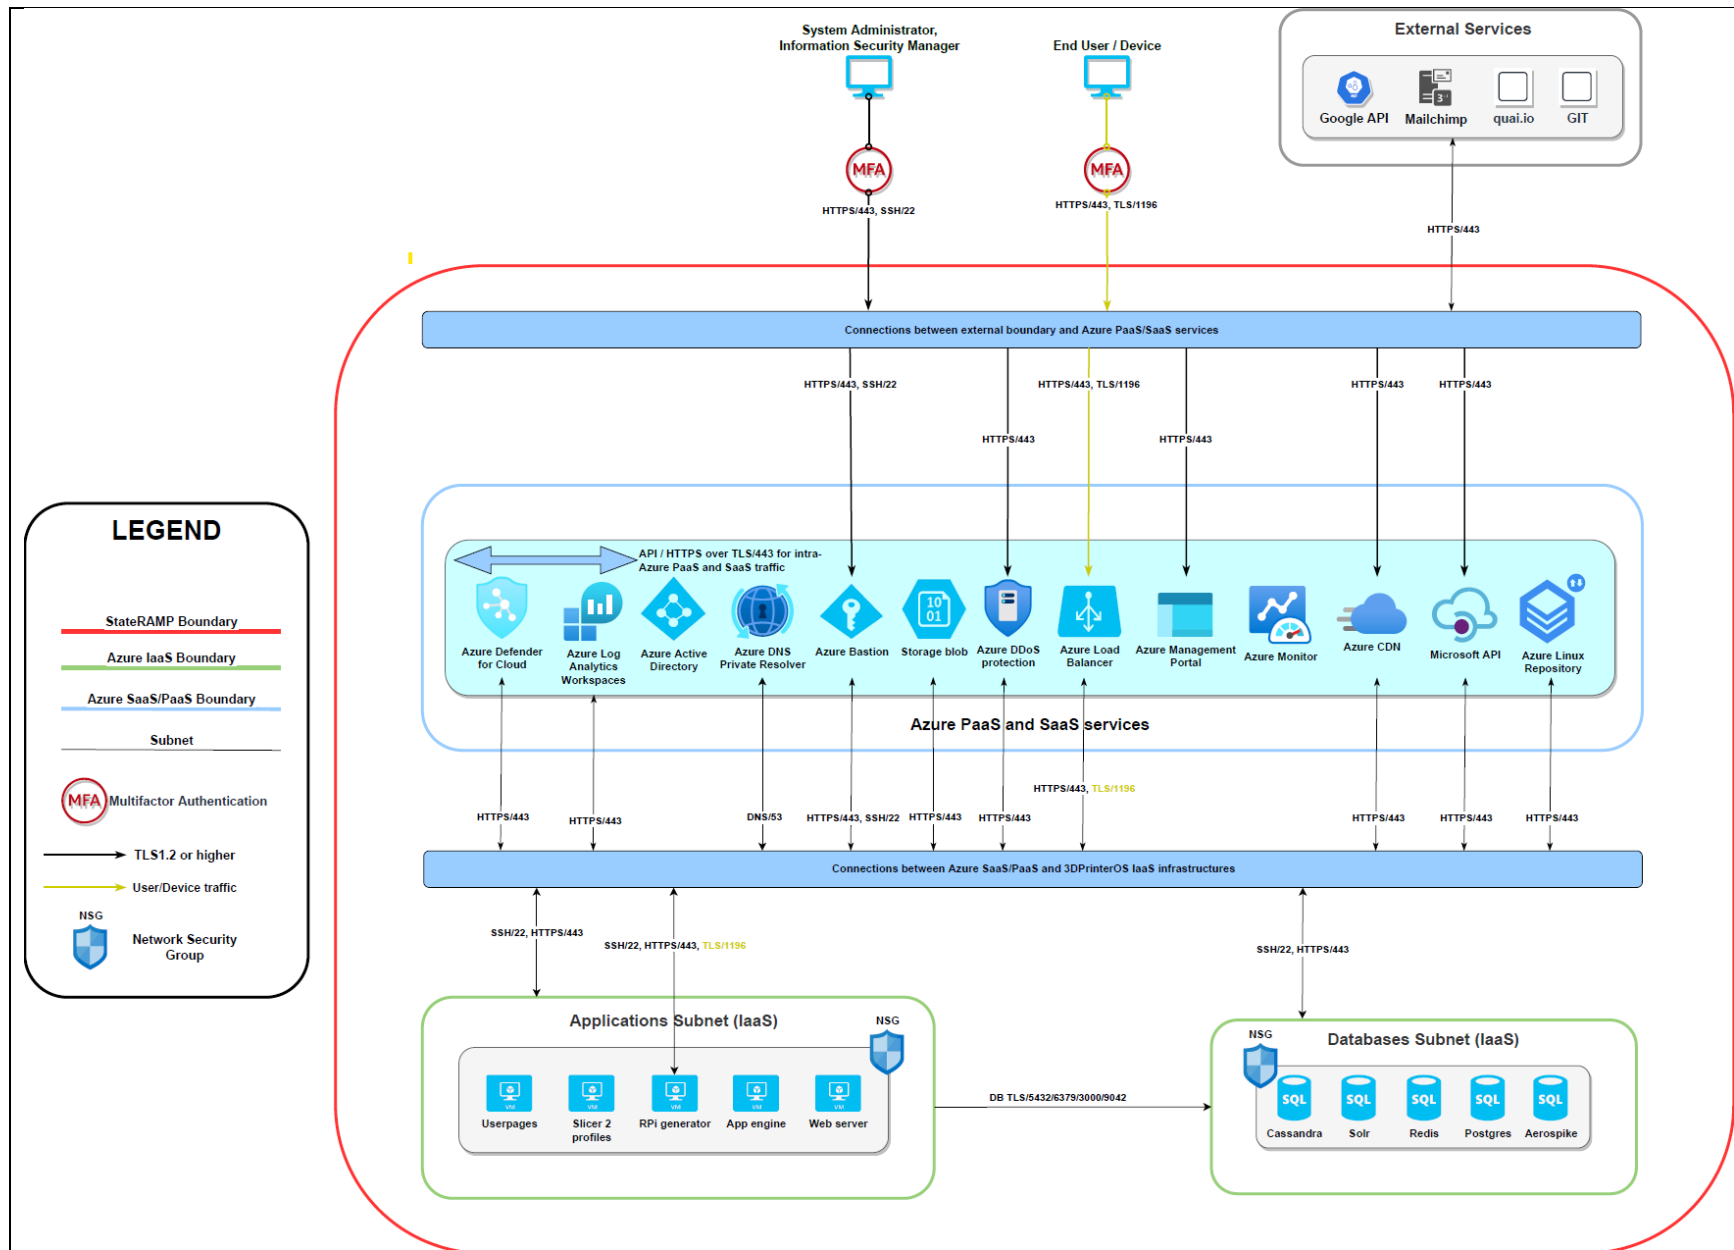 System Administrator,
Information Security Manager
End User / Device
External Services
Google API
Mailchimp
quai.io
GIT
3
MFA
MFA
HTTPS/443, SSH/22
HTTPS/443, TLS/1196
HTTPS/443
Connections between external boundary and Azure PaaS/SaaS services
HTTPS/443, SSH/22
HTTPS/443, TLS/1196
HTTPS/443
HTTPS/443
HTTPS/443
HTTPS/443
API / HTTPS over TLS/443 for intra-
Azure PaaS and SaaS traffic
10
01
Azure Defender
for Cloud
Azure Log
Analytics
Workspaces
Azure Active
Directory
Azure DNS
Private Resolver
Azure Bastion
Storage blob
Azure DDoS
protection
Azure Load
Balancer
Azure Management
Portal
Azure Monitor
Azure CDN
Microsoft API
Azure Linux
Repository
Azure PaaS and SaaS services
HTTPS/443, TLS/1196
HTTPS/443
HTTPS/443
DNS/53
HTTPS/443, SSH/22
HTTPS/443
HTTPS/443
HTTPS/443
HTTPS/443
HTTPS/443
Connections between Azure SaaS/PaaS and 3DPrinterOS IaaS infrastructures
SSH/22, HTTPS/443
SSH/22, HTTPS/443, TLS/1196
SSH/22, HTTPS/443
Applications Subnet (IaaS)
NSG
VM
VM
VM
VM
VM
Userpages
Slicer 2
profiles
RPi generator
App engine
Web server
DB TLS/5432/6379/3000/9042
Databases Subnet (IaaS)
NSG
SQL
SQL
SQL
SQL
SQL
Cassandra
Solr
Redis
Postgres
Aerospike
LEGEND
StateRAMP Boundary
Azure IaaS Boundary
Azure SaaS/PaaS Boundary
Subnet
MFA
Multifactor Authentication
TLS1.2 or higher
User/Device traffic
NSG
Network Security
Group